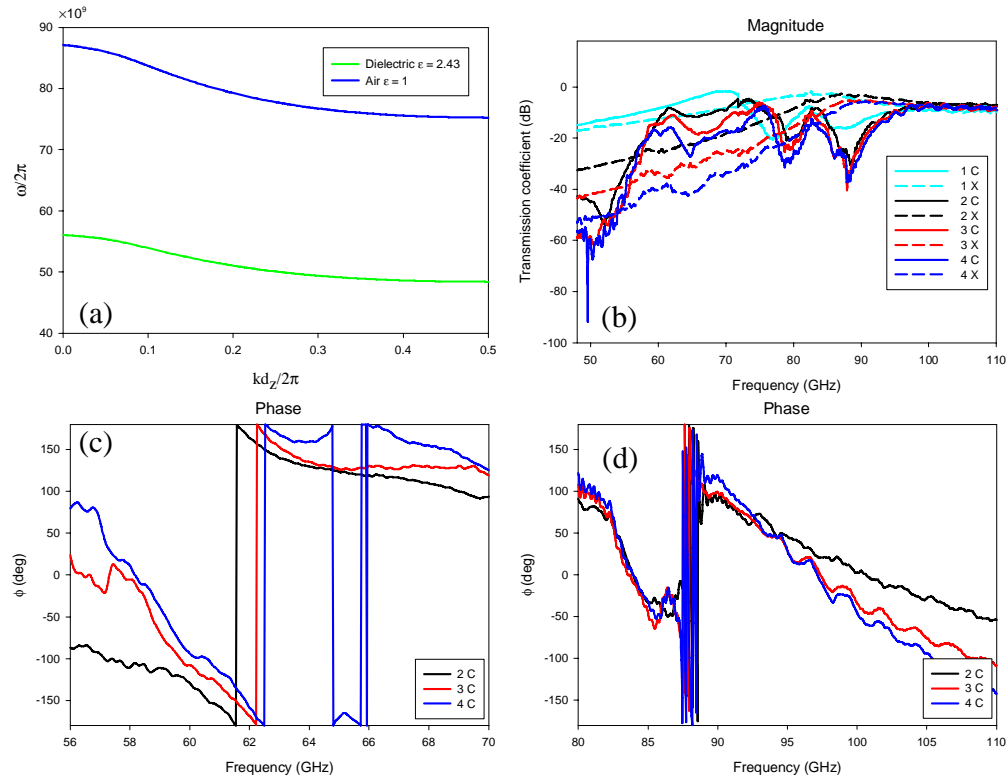 ×10⁹
90
80
70
60
50
40
ω/2π
Dielectric ε = 2.43
Air ε = 1
(a)
0.0 0.1 0.2 0.3 0.4 0.5
kd_Z/2π
Magnitude
0
-20
-40
-60
-80
-100
Transmission coefficient (dB)
1 C
1 X
2 C
2 X
3 C
3 X
4 C
4 X
(b)
50 60 70 80 90 100 110
Frequency (GHz)
Phase
(c)
150
100
50
0
-50
-100
-150
ϕ (deg)
2 C
3 C
4 C
56 58 60 62 64 66 68 70
Frequency (GHz)
Phase
(d)
150
100
50
0
-50
-100
-150
ϕ (deg)
2 C
3 C
4 C
80 85 90 95 100 105 110
Frequency (GHz)